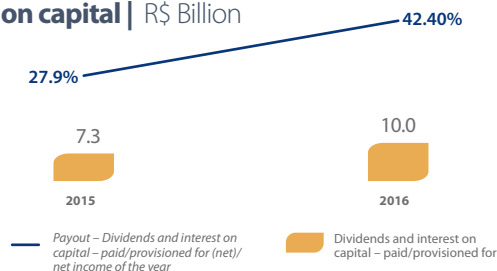 on capital | R$ Billion
42.40%
27.9%
7.3
10.0
2015
2016
Payout – Dividends and interest on
capital – paid/provisioned for (net)/
net income of the year
Dividends and interest on
capital – paid/provisioned for